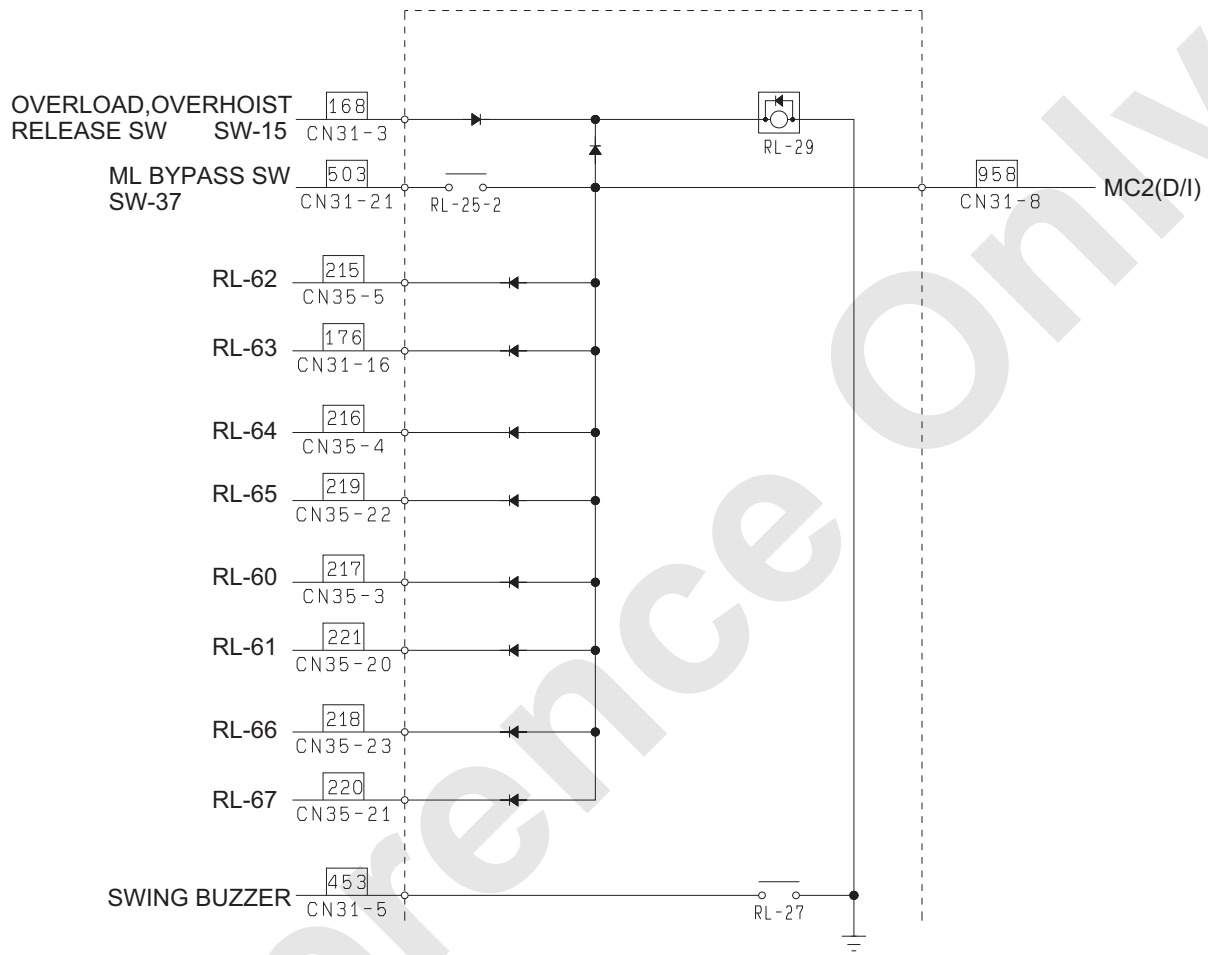 OVERLOAD,OVERHOIST
RELEASE SW SW-15
168
CN31-3
RL-29
ML BYPASS SW
SW-37
503
CN31-21
RL-25-2
958
CN31-8
MC2(D/I)
RL-62
215
CN35-5
RL-63
176
CN31-16
RL-64
216
CN35-4
RL-65
219
CN35-22
RL-60
217
CN35-3
RL-61
221
CN35-20
RL-66
218
CN35-23
RL-67
220
CN35-21
SWING BUZZER
453
CN31-5
RL-27
erence Only